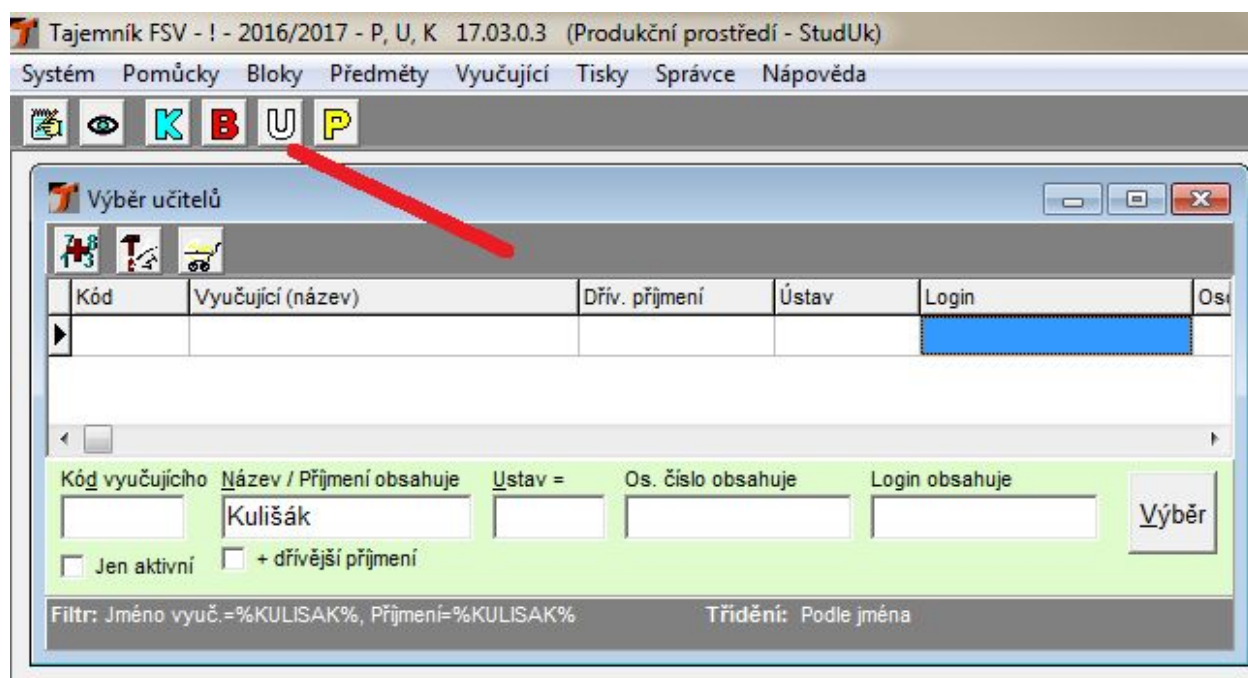 Tajemník FSV - ! - 2016/2017 - P, U, K 17.03.0.3 (Produkční prostředí - StudUk)
Systém Pomůcky Bloky Předměty Vyučující Tisky Správce Nápověda
K B U P
Výběr učitelů
Kód Vyučující (název) Dřív. příjmení Ústav Login
Kód vyučujícího Název / Příjmení obsahuje Ustav = Os. číslo obsahuje Login obsahuje
Kulišák
Výběr
Jen aktivní + dřívější příjmení
Filtr: Jméno vyuč.=%KULISAK%, Příjmení=%KULISAK% Třídění: Podle jména